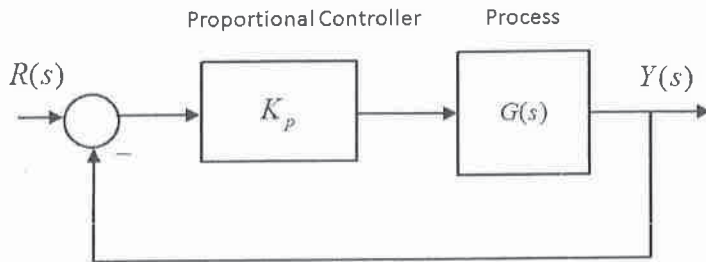 Proportional Controller
Process
R(s)
Y(s)
K_p
G(s)
−